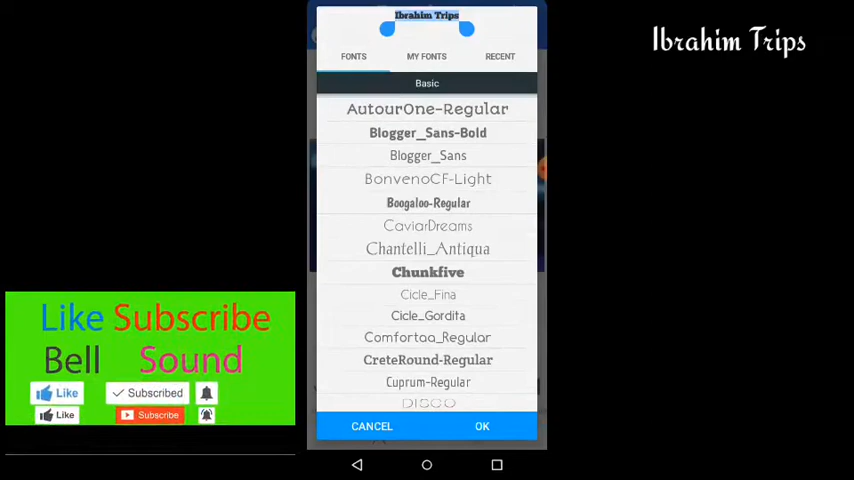 Ibrahim Trips
Ibrahim Trips
FONTS MY FONTS RECENT
Basic
AutourOne-Regular
Blogger_Sans-Bold
Blogger_Sans
BonvenoCF-Light
Boogaloo-Regular
CaviarDreams
Chantelli_Antiqua
Chunkfive
Cicle_Fina
Cicle_Gordita
Comfortaa_Regular
CreteRound-Regular
Cuprum-Regular
DISCO
CANCEL OK
Like Subscribe
Bell Sound
Like Subscribed
Like Subscribe